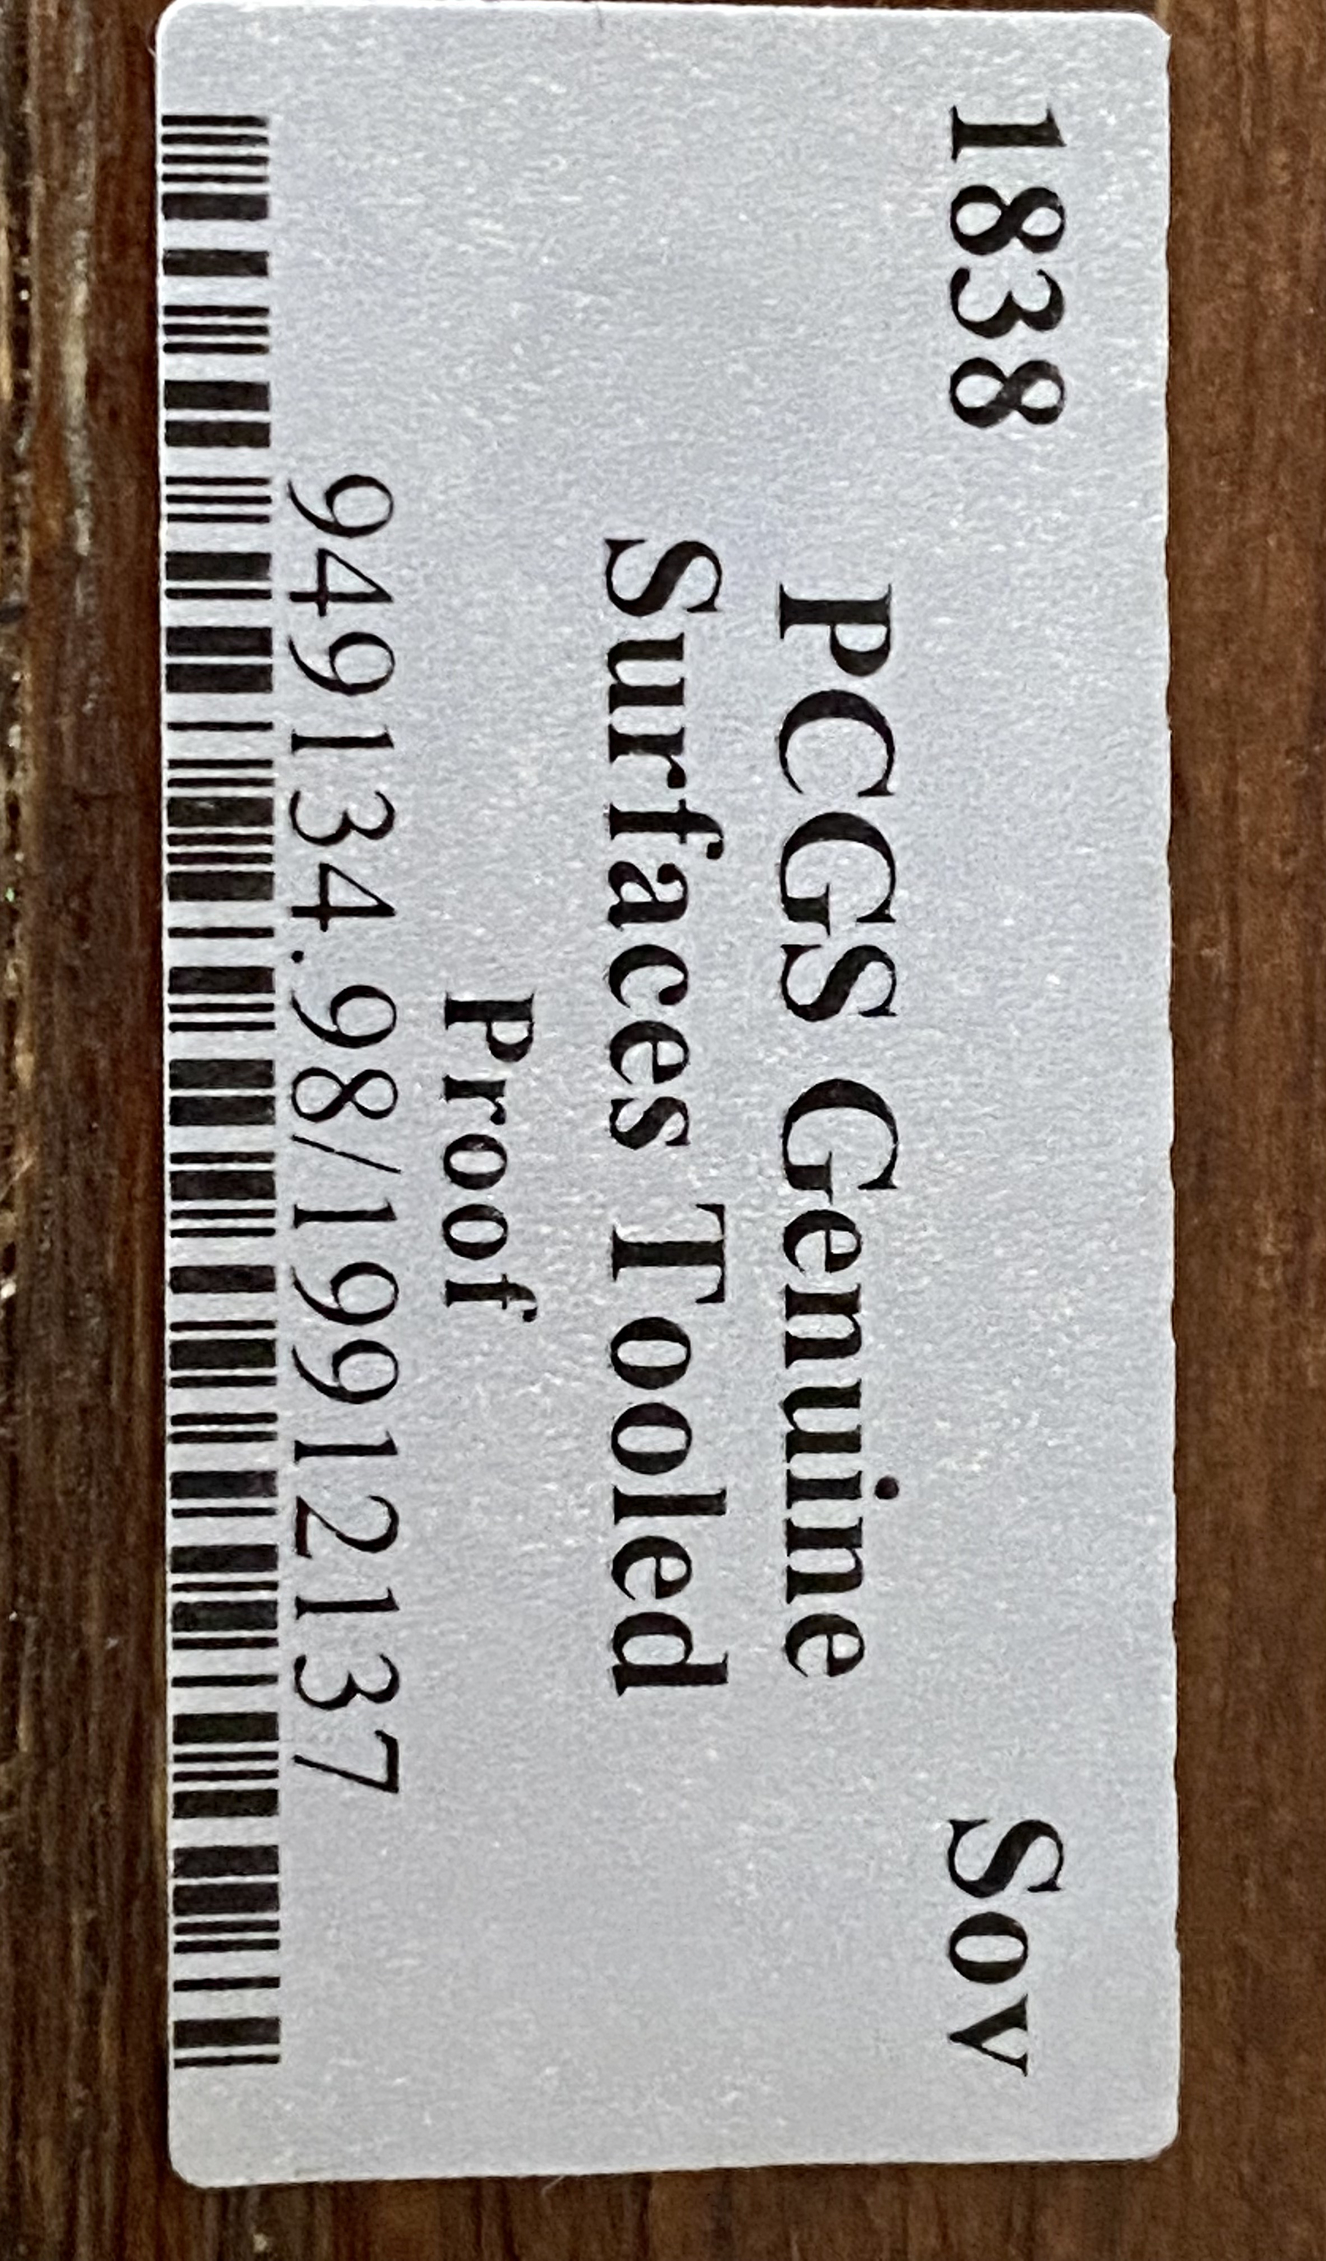 1838 Sov
PCGS Genuine
Surfaces Tooled
Proof
949134.98/19912137